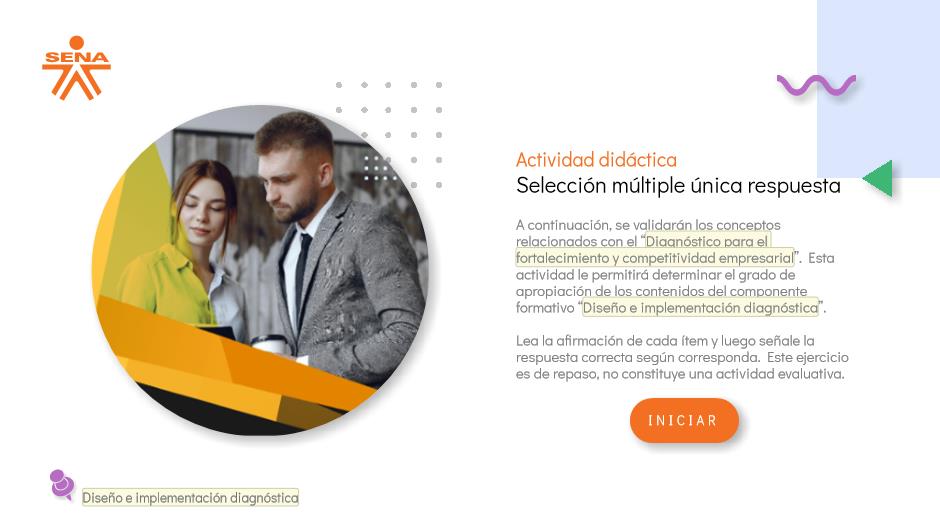 SENA
Actividad didáctica
Selección múltiple única respuesta
A continuación, se validarán los conceptos
relacionados con el “Diagnóstico para el
fortalecimiento y competitividad empresarial”. Esta
actividad le permitirá determinar el grado de
apropiación de los contenidos del componente
formativo “Diseño e implementación diagnóstica”.
Lea la afirmación de cada ítem y luego señale la
respuesta correcta según corresponda. Este ejercicio
es de repaso, no constituye una actividad evaluativa.
INICIAR
Diseño e implementación diagnóstica